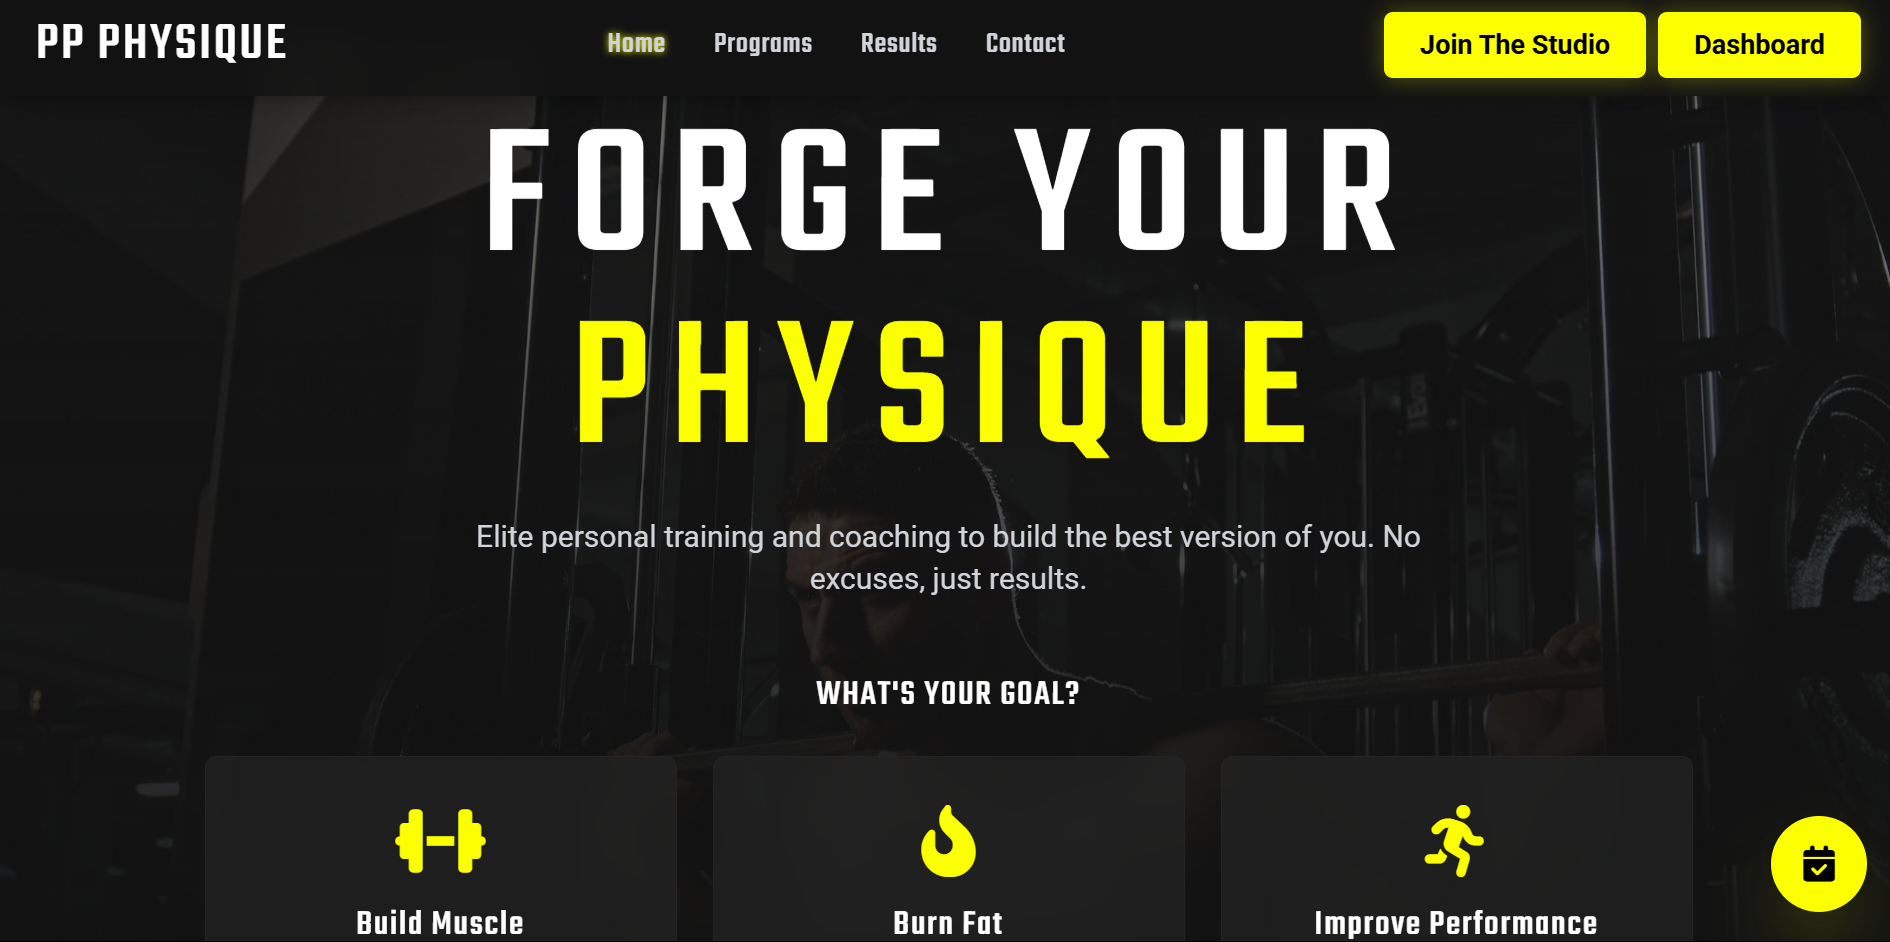 PP PHYSIQUE
Home Programs Results Contact
Join The Studio Dashboard
FORGE YOUR
PHYSIQUE
Elite personal training and coaching to build the best version of you. No
excuses, just results.
WHAT'S YOUR GOAL?
Build Muscle Burn Fat Improve Performance